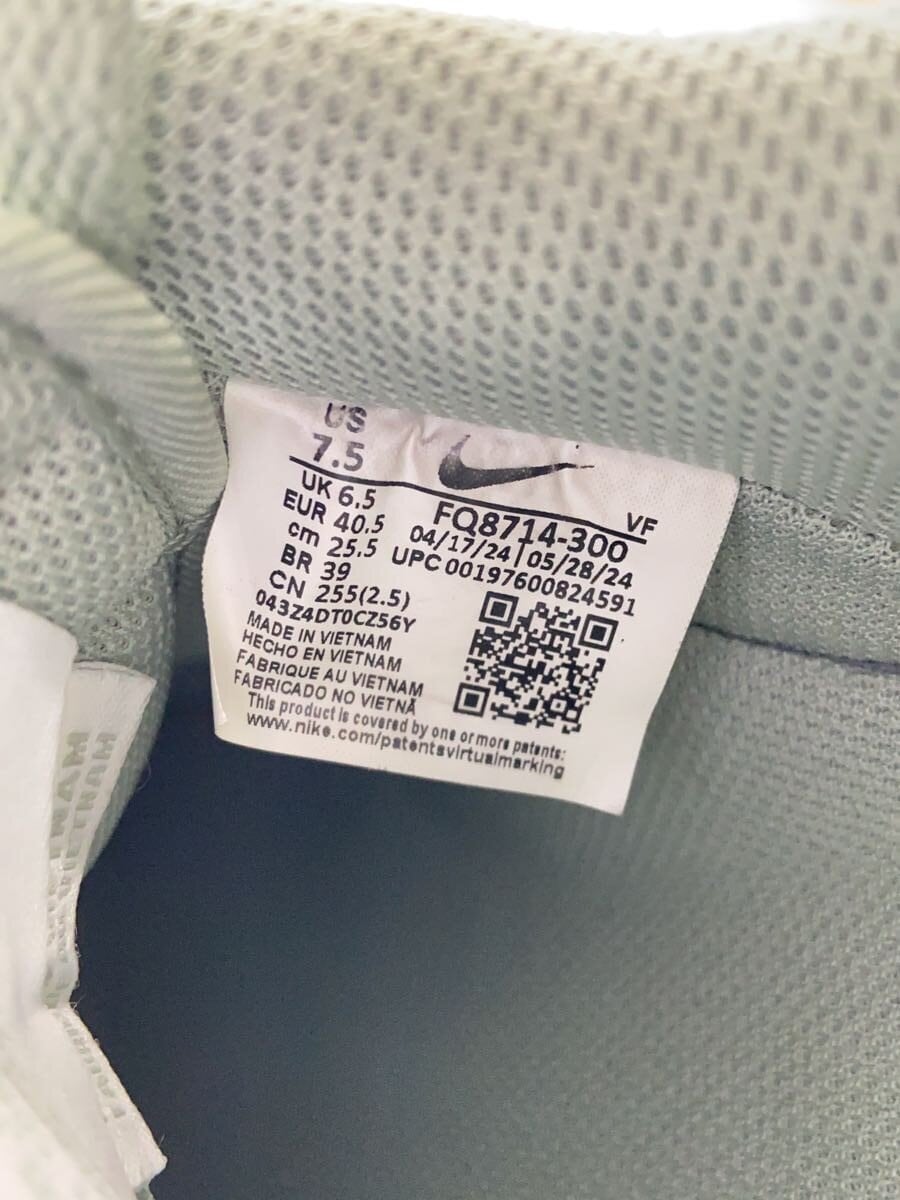 US
7.5
UK 6.5
EUR 40.5
cm 25.5
BR 39
CN 255(2.5)
043Z4DT0CZ56Y
VF
FQ8714-300
04/17/24 | 05/28/24
UPC 00197600824591
MADE IN VIETNAM
HECHO EN VIETNAM
FABRIQUE AU VIETNAM
FABRICADO NO VIETNÃ
This product is covered by one or more patents:
www.nike.com/patentsvirtualmarking